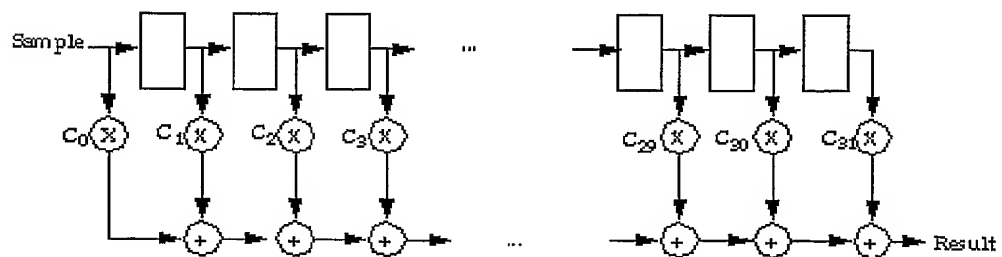 Sample
...
C0 X C1 X C2 X C3 X C29 X C30 X C31 X
+ + + ... + + + Result